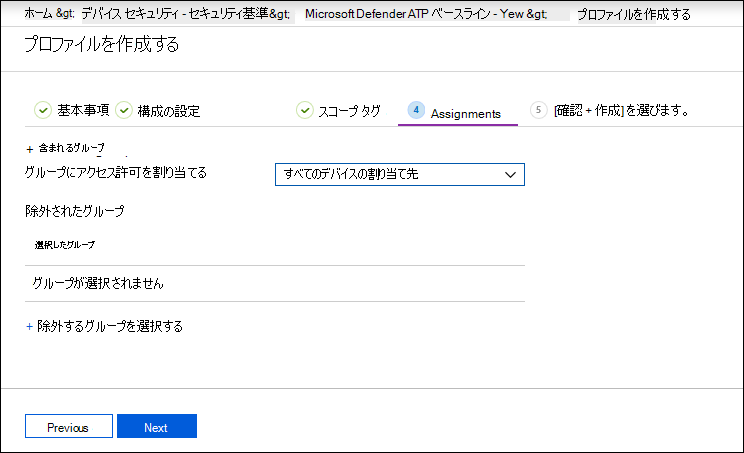 ホーム &gt; デバイス セキュリティ - セキュリティ基準&gt; Microsoft Defender ATP ベースライン - Yew &gt; プロファイルを作成する
プロファイルを作成する
基本事項 構成の設定 スコープ タグ 4 Assignments 5 [確認 + 作成] を選びます。
+ 含まれるグループ
グループにアクセス許可を割り当てる すべてのデバイスの割り当て先
除外されたグループ
選択したグループ
グループが選択されません
+ 除外するグループを選択する
Previous Next